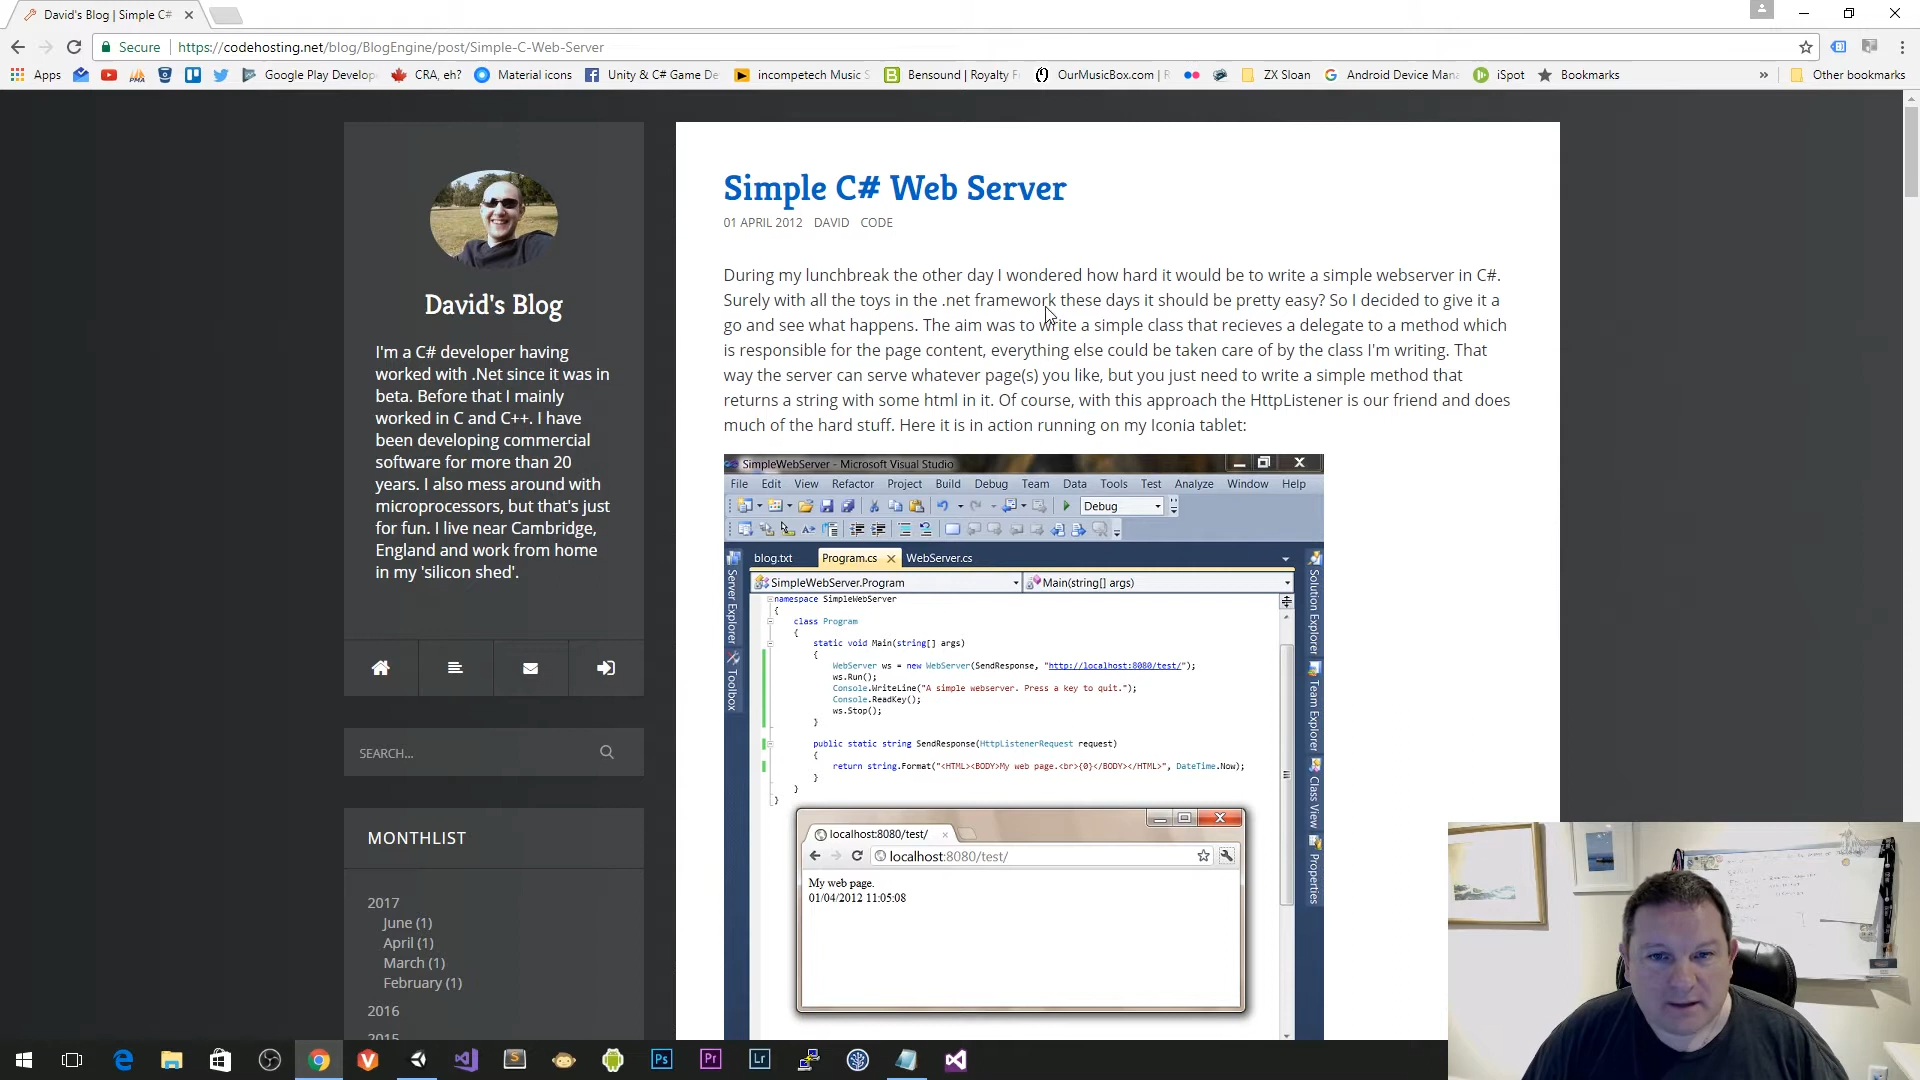 David's Blog | Simple C#
Secure
https://codehosting.net/blog/BlogEngine/post/Simple-C-Web-Server
Apps
Google Play Develop
CRA, eh?
Material icons
Unity & C# Game De
incompetech Music S
Bensound | Royalty F
OurMusicBox.com | R
ZX Sloan
Android Device Mana
iSpot
Bookmarks
»
Other bookmarks
David's Blog
I'm a C# developer having
worked with .Net since it was in
beta. Before that I mainly
worked in C and C++. I have
been developing commercial
software for more than 20
years. I also mess around with
microprocessors, but that's just
for fun. I live near Cambridge,
England and work from home
in my 'silicon shed'.
SEARCH...
MONTHLIST
2017
June (1)
April (1)
March (1)
February (1)
2016
2015
Simple C# Web Server
01 APRIL 2012 DAVID CODE
During my lunchbreak the other day I wondered how hard it would be to write a simple webserver in C#.
Surely with all the toys in the .net framework these days it should be pretty easy? So I decided to give it a
go and see what happens. The aim was to write a simple class that recieves a delegate to a method which
is responsible for the page content, everything else could be taken care of by the class I'm writing. That
way the server can serve whatever page(s) you like, but you just need to write a simple method that
returns a string with some html in it. Of course, with this approach the HttpListener is our friend and does
much of the hard stuff. Here it is in action running on my Iconia tablet:
SimpleWebServer - Microsoft Visual Studio
File Edit View Refactor Project Build Debug Team Data Tools Test Analyze Window Help
Debug
blog.txt Program.cs WebServer.cs
SimpleWebServer.Program
Main(string[] args)
Server Explorer
Toolbox
Solution Explorer
Team Explorer
Class View
Properties
namespace SimpleWebServer
{
class Program
{
static void Main(string[] args)
{
WebServer ws = new WebServer(SendResponse, "http://localhost:8080/test/");
ws.Run();
Console.WriteLine("A simple webserver. Press a key to quit.");
Console.ReadKey();
ws.Stop();
}
public static string SendResponse(HttpListenerRequest request)
{
return string.Format("<HTML><BODY>My web page.<br>{0}</BODY></HTML>", DateTime.Now);
}
}
}
localhost:8080/test/
localhost:8080/test/
My web page.
01/04/2012 11:05:08
Ps
Pr
Lr